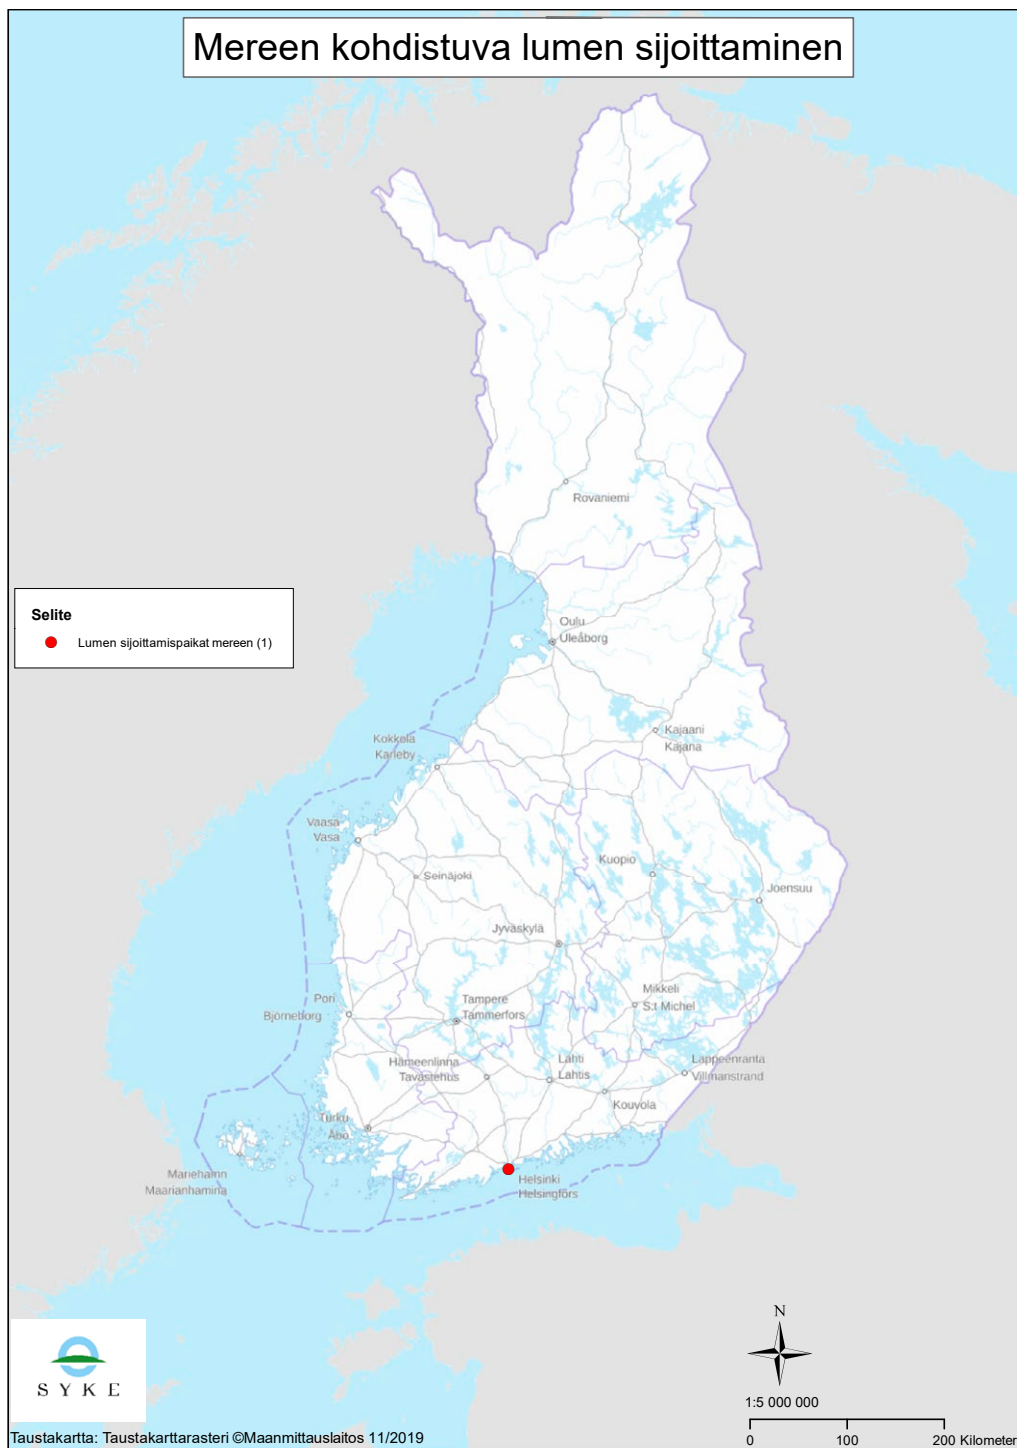 Mereen kohdistuva lumen sijoittaminen
Rovaniemi
Selite
Lumen sijoittamispaikat mereen (1)
Oulu
Uleåborg
Kajaani
Kajana
Kokkola
Karleby
Vaasa
Vasa
Seinäjoki
Kuopio
Joensuu
Jyväskylä
Mikkeli
S:t Michel
Pori
Björneborg
Tampere
Tammerfors
Hämeenlinna
Tavastehus
Lahti
Lahtis
Lappeenranta
Villmanstrand
Kouvola
Turku
Åbo
Mariehamn
Maarianhamina
Helsinki
Helsingfors
N
SYKE
1:5 000 000
0 100 200 Kilometer
Taustakartta: Taustakarttarasteri ©Maanmittauslaitos 11/2019